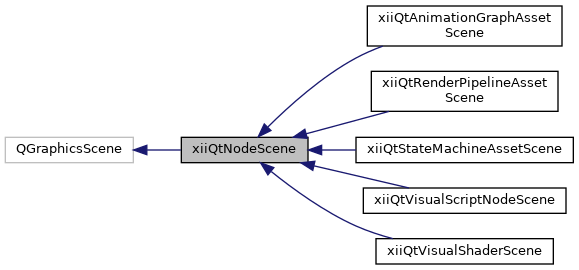 xiiQtAnimationGraphAsset
Scene
xiiQtRenderPipelineAsset
Scene
QGraphicsScene
xiiQtNodeScene
xiiQtStateMachineAssetScene
xiiQtVisualScriptNodeScene
xiiQtVisualShaderScene